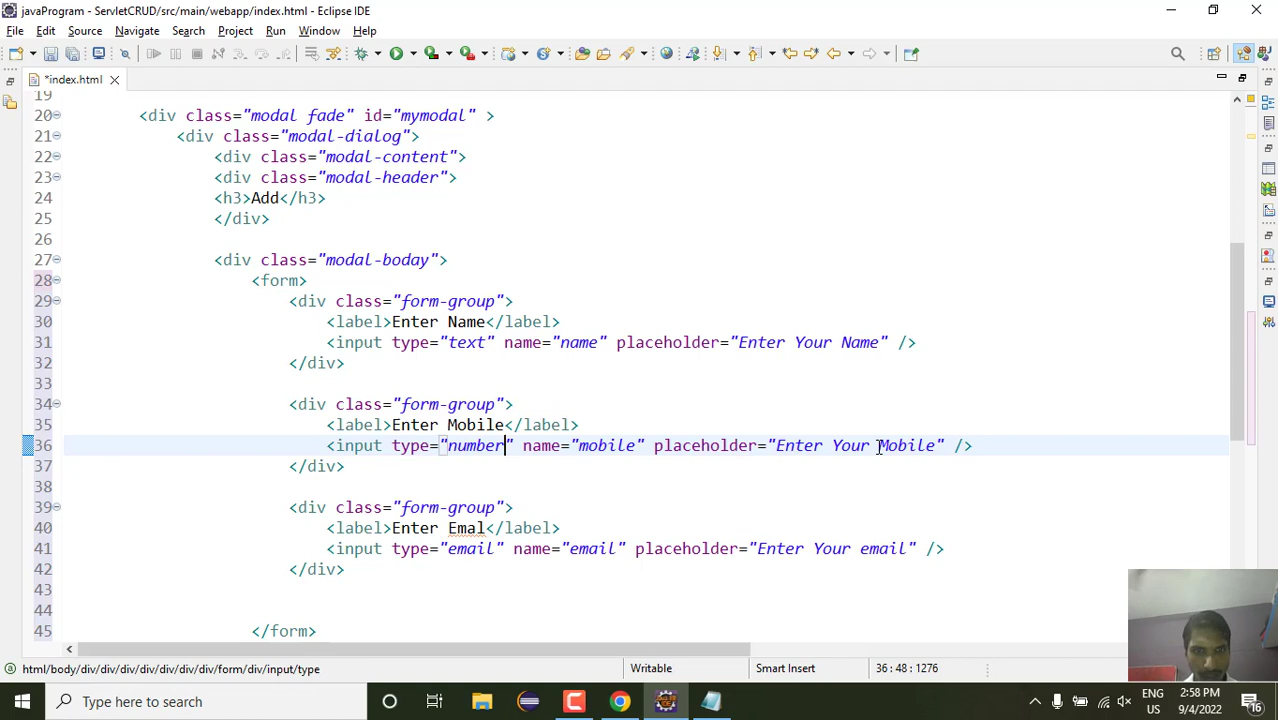 javaProgram - ServletCRUD/src/main/webapp/index.html - Eclipse IDE
File Edit Source Navigate Search Project Run Window Help
*index.html
19
20 <div class="modal fade" id="mymodal" >
21 <div class="modal-dialog">
22 <div class="modal-content">
23 <div class="modal-header">
24 <h3>Add</h3>
25 </div>
26
27 <div class="modal-boday">
28 <form>
29 <div class="form-group">
30 <label>Enter Name</label>
31 <input type="text" name="name" placeholder="Enter Your Name" />
32 </div>
33
34 <div class="form-group">
35 <label>Enter Mobile</label>
36 <input type="number" name="mobile" placeholder="Enter Your Mobile" />
37 </div>
38
39 <div class="form-group">
40 <label>Enter Emal</label>
41 <input type="email" name="email" placeholder="Enter Your email" />
42 </div>
43
44
45 </form>
html/body/div/div/div/div/div/div/form/div/input/type Writable Smart Insert 36 : 48 : 1276
Type here to search
ENG 2:58 PM
US 9/4/2022 16